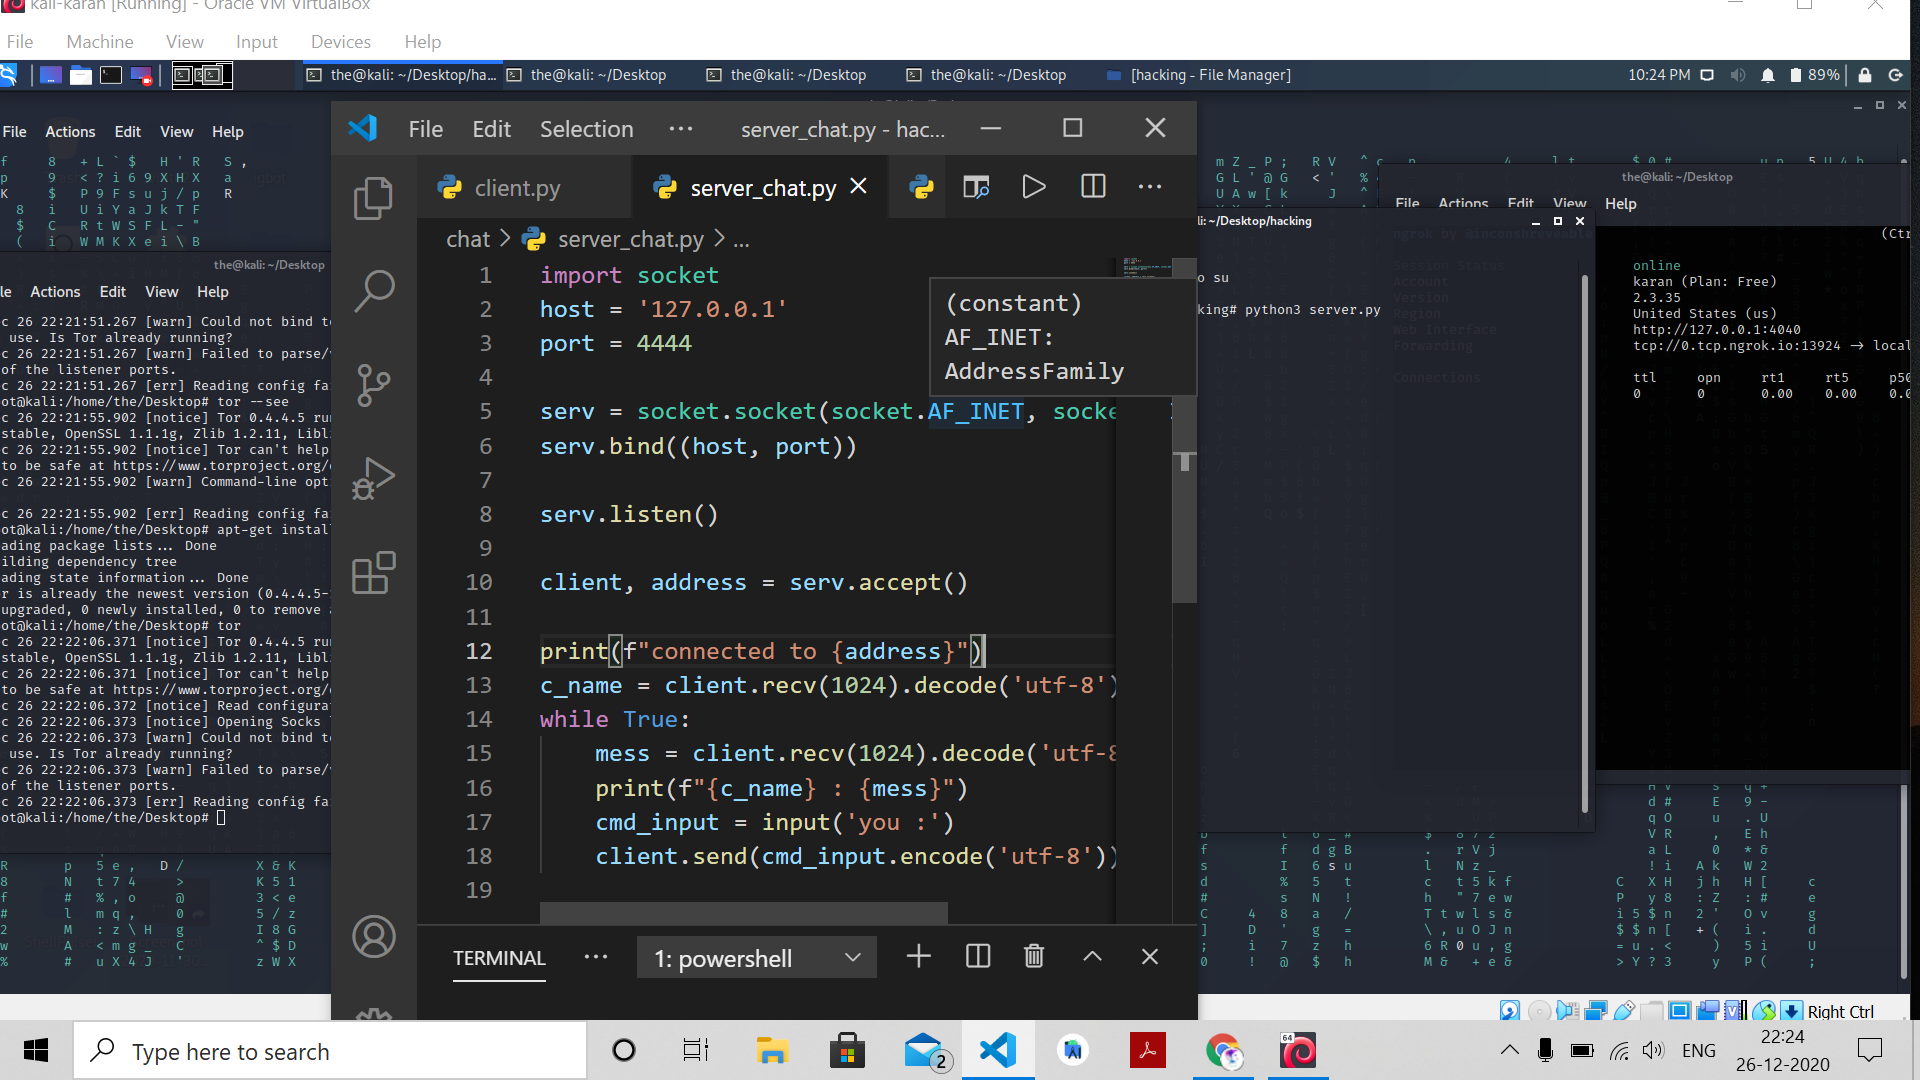 kali-karan [Running] - Oracle VM VirtualBox
File Machine View Input Devices Help
the@kali: ~/Desktop/ha...
the@kali: ~/Desktop
the@kali: ~/Desktop
the@kali: ~/Desktop
[hacking - File Manager]
10:24 PM
89%
File Actions Edit View Help
the@kali: ~/Desktop
le Actions Edit View Help
c 26 22:21:51.267 [warn] Could not bind t
use. Is Tor already running?
c 26 22:21:51.267 [warn] Failed to parse/
of the listener ports.
c 26 22:21:51.267 [err] Reading config fa
ot@kali:/home/the/Desktop# tor --see
c 26 22:21:55.902 [notice] Tor 0.4.4.5 ru
stable, OpenSSL 1.1.1g, Zlib 1.2.11, Libl
c 26 22:21:55.902 [notice] Tor can't help
to be safe at https://www.torproject.org/
c 26 22:21:55.902 [warn] Command-line opt
c 26 22:21:55.902 [err] Reading config fa
ot@kali:/home/the/Desktop# apt-get instal
ading package lists... Done
ilding dependency tree
ading state information... Done
r is already the newest version (0.4.4.5-
upgraded, 0 newly installed, 0 to remove
ot@kali:/home/the/Desktop# tor
c 26 22:22:06.371 [notice] Tor 0.4.4.5 ru
stable, OpenSSL 1.1.1g, Zlib 1.2.11, Libl
c 26 22:22:06.371 [notice] Tor can't help
to be safe at https://www.torproject.org/
c 26 22:22:06.372 [notice] Read configura
c 26 22:22:06.373 [notice] Opening Socks
c 26 22:22:06.373 [warn] Could not bind t
use. Is Tor already running?
c 26 22:22:06.373 [warn] Failed to parse/
of the listener ports.
c 26 22:22:06.373 [err] Reading config fa
ot@kali:/home/the/Desktop#
File Edit Selection ··· server_chat.py - hac...
client.py
server_chat.py
chat > server_chat.py > ...
1 import socket
2 host = '127.0.0.1'
3 port = 4444
4
5 serv = socket.socket(socket.AF_INET, socke
6 serv.bind((host, port))
7
8 serv.listen()
9
10 client, address = serv.accept()
11
12 print(f"connected to {address}")
13 c_name = client.recv(1024).decode('utf-8')
14 while True:
15 mess = client.recv(1024).decode('utf-8
16 print(f"{c_name} : {mess}")
17 cmd_input = input('you :')
18 client.send(cmd_input.encode('utf-8'))
19
(constant)
AF_INET:
AddressFamily
TERMINAL ··· 1: powershell
the@kali: ~/Desktop
File Actions Edit View Help
li: ~/Desktop/hacking
o su
king# python3 server.py
ngrok by @inconshreveable
(Ctr
Session Status online
Account karan (Plan: Free)
Version 2.3.35
Region United States (us)
Web Interface http://127.0.0.1:4040
Forwarding tcp://0.tcp.ngrok.io:13924 → local
Connections ttl opn rt1 rt5 p50
0 0 0.00 0.00 0.0
Right Ctrl
Type here to search
2
64
ENG
22:24
26-12-2020